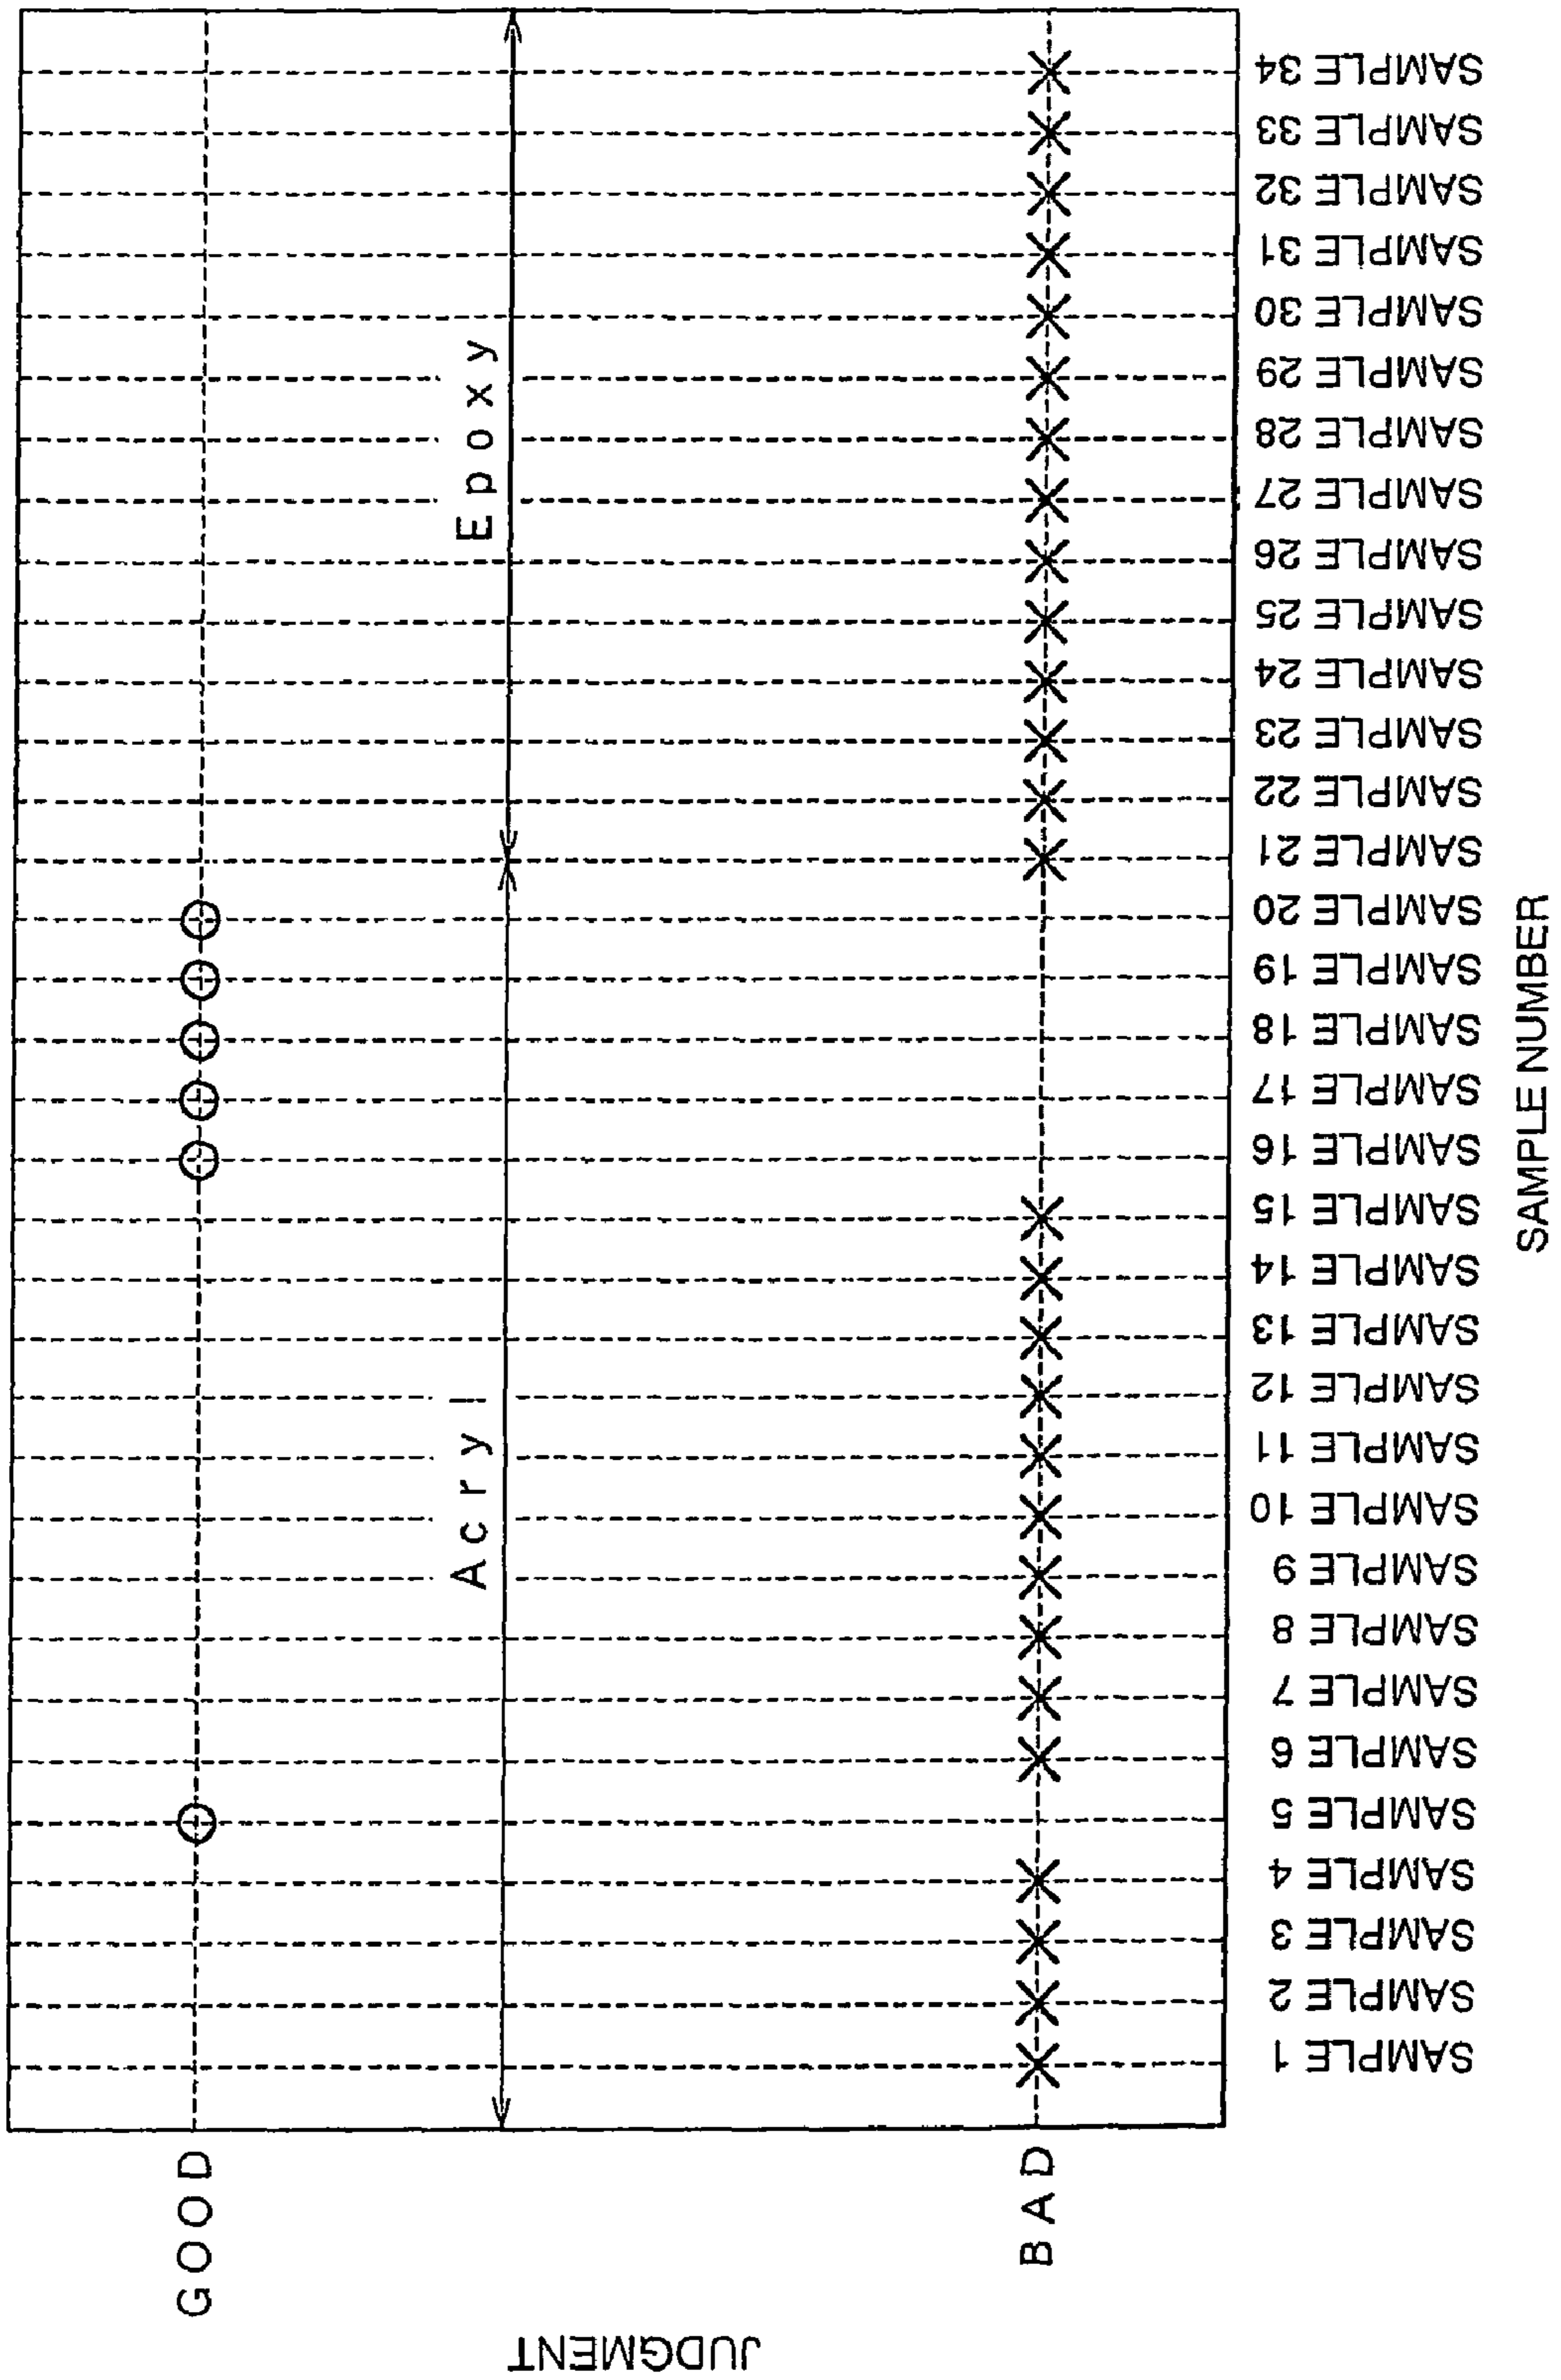 JUDGMENT
GOOD
BAD
Acryl
Epoxy
SAMPLE 1
SAMPLE 2
SAMPLE 3
SAMPLE 4
SAMPLE 5
SAMPLE 6
SAMPLE 7
SAMPLE 8
SAMPLE 9
SAMPLE 10
SAMPLE 11
SAMPLE 12
SAMPLE 13
SAMPLE 14
SAMPLE 15
SAMPLE 16
SAMPLE 17
SAMPLE 18
SAMPLE 19
SAMPLE 20
SAMPLE 21
SAMPLE 22
SAMPLE 23
SAMPLE 24
SAMPLE 25
SAMPLE 26
SAMPLE 27
SAMPLE 28
SAMPLE 29
SAMPLE 30
SAMPLE 31
SAMPLE 32
SAMPLE 33
SAMPLE 34
SAMPLE NUMBER